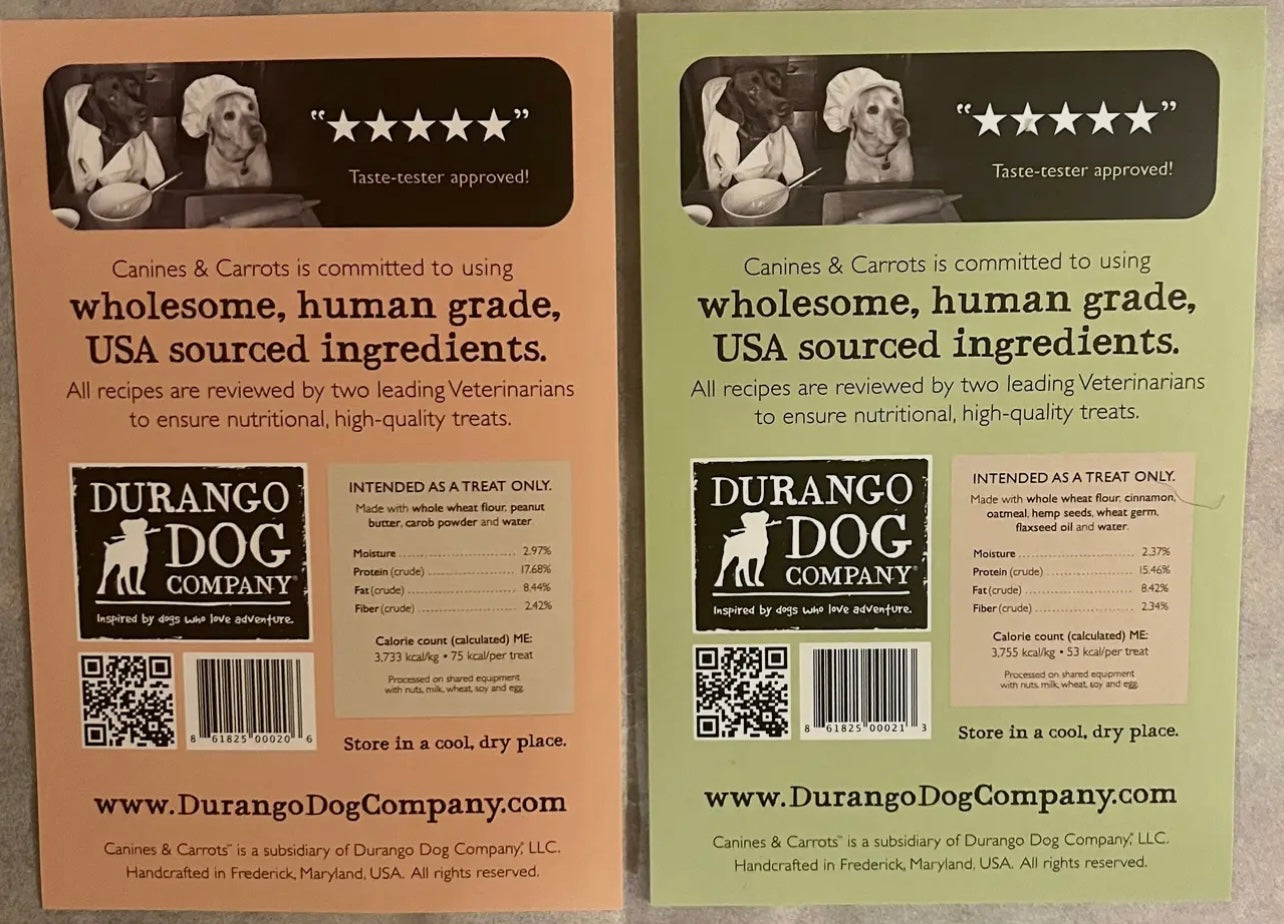 “★★★★★”
Taste-tester approved!
Canines & Carrots is committed to using
wholesome, human grade,
USA sourced ingredients.
All recipes are reviewed by two leading Veterinarians
to ensure nutritional, high-quality treats.
DURANGO
DOG
COMPANY®
Inspired by dogs who love adventure.
INTENDED AS A TREAT ONLY.
Made with whole wheat flour, peanut
butter, carob powder and water.
Moisture ........................... 2.97%
Protein (crude) ..................... 17.68%
Fat (crude) .......................... 8.44%
Fiber (crude) ........................ 2.42%
Calorie count (calculated) ME:
3,733 kcal/kg • 75 kcal/per treat
Processed on shared equipment
with nuts, milk, wheat, soy and egg.
8 61825 00020 6
Store in a cool, dry place.
www.DurangoDogCompany.com
Canines & Carrots™ is a subsidiary of Durango Dog Company®, LLC.
Handcrafted in Frederick, Maryland, USA. All rights reserved.
“★★★★★”
Taste-tester approved!
Canines & Carrots is committed to using
wholesome, human grade,
USA sourced ingredients.
All recipes are reviewed by two leading Veterinarians
to ensure nutritional, high-quality treats.
DURANGO
DOG
COMPANY®
Inspired by dogs who love adventure.
INTENDED AS A TREAT ONLY.
Made with whole wheat flour, cinnamon,
oatmeal, hemp seeds, wheat germ,
flaxseed oil and water.
Moisture ........................... 2.37%
Protein (crude) ..................... 15.46%
Fat (crude) .......................... 8.42%
Fiber (crude) ........................ 2.34%
Calorie count (calculated) ME:
3,755 kcal/kg • 53 kcal/per treat
Processed on shared equipment
with nuts, milk, wheat, soy and egg.
8 61825 00021 3
Store in a cool, dry place.
www.DurangoDogCompany.com
Canines & Carrots™ is a subsidiary of Durango Dog Company®, LLC.
Handcrafted in Frederick, Maryland, USA. All rights reserved.